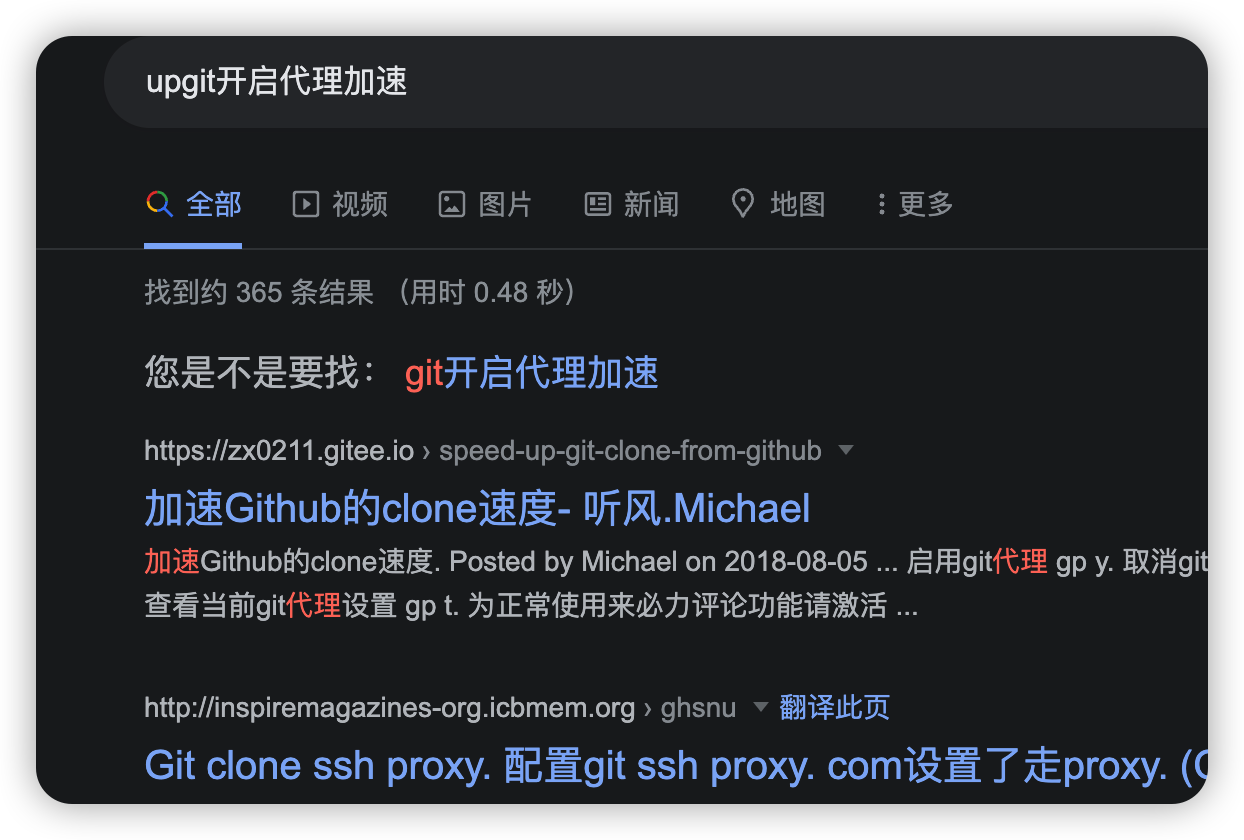 upgit开启代理加速
全部 视频 图片 新闻 地图 更多
找到约 365 条结果 （用时 0.48 秒）
您是不是要找： git开启代理加速
https://zx0211.gitee.io › speed-up-git-clone-from-github
加速Github的clone速度- 听风.Michael
加速Github的clone速度. Posted by Michael on 2018-08-05 ... 启用git代理 gp y. 取消git
查看当前git代理设置 gp t. 为正常使用来必力评论功能请激活 ...
http://inspiremagazines-org.icbmem.org › ghsnu 翻译此页
Git clone ssh proxy. 配置git ssh proxy. com设置了走proxy. (